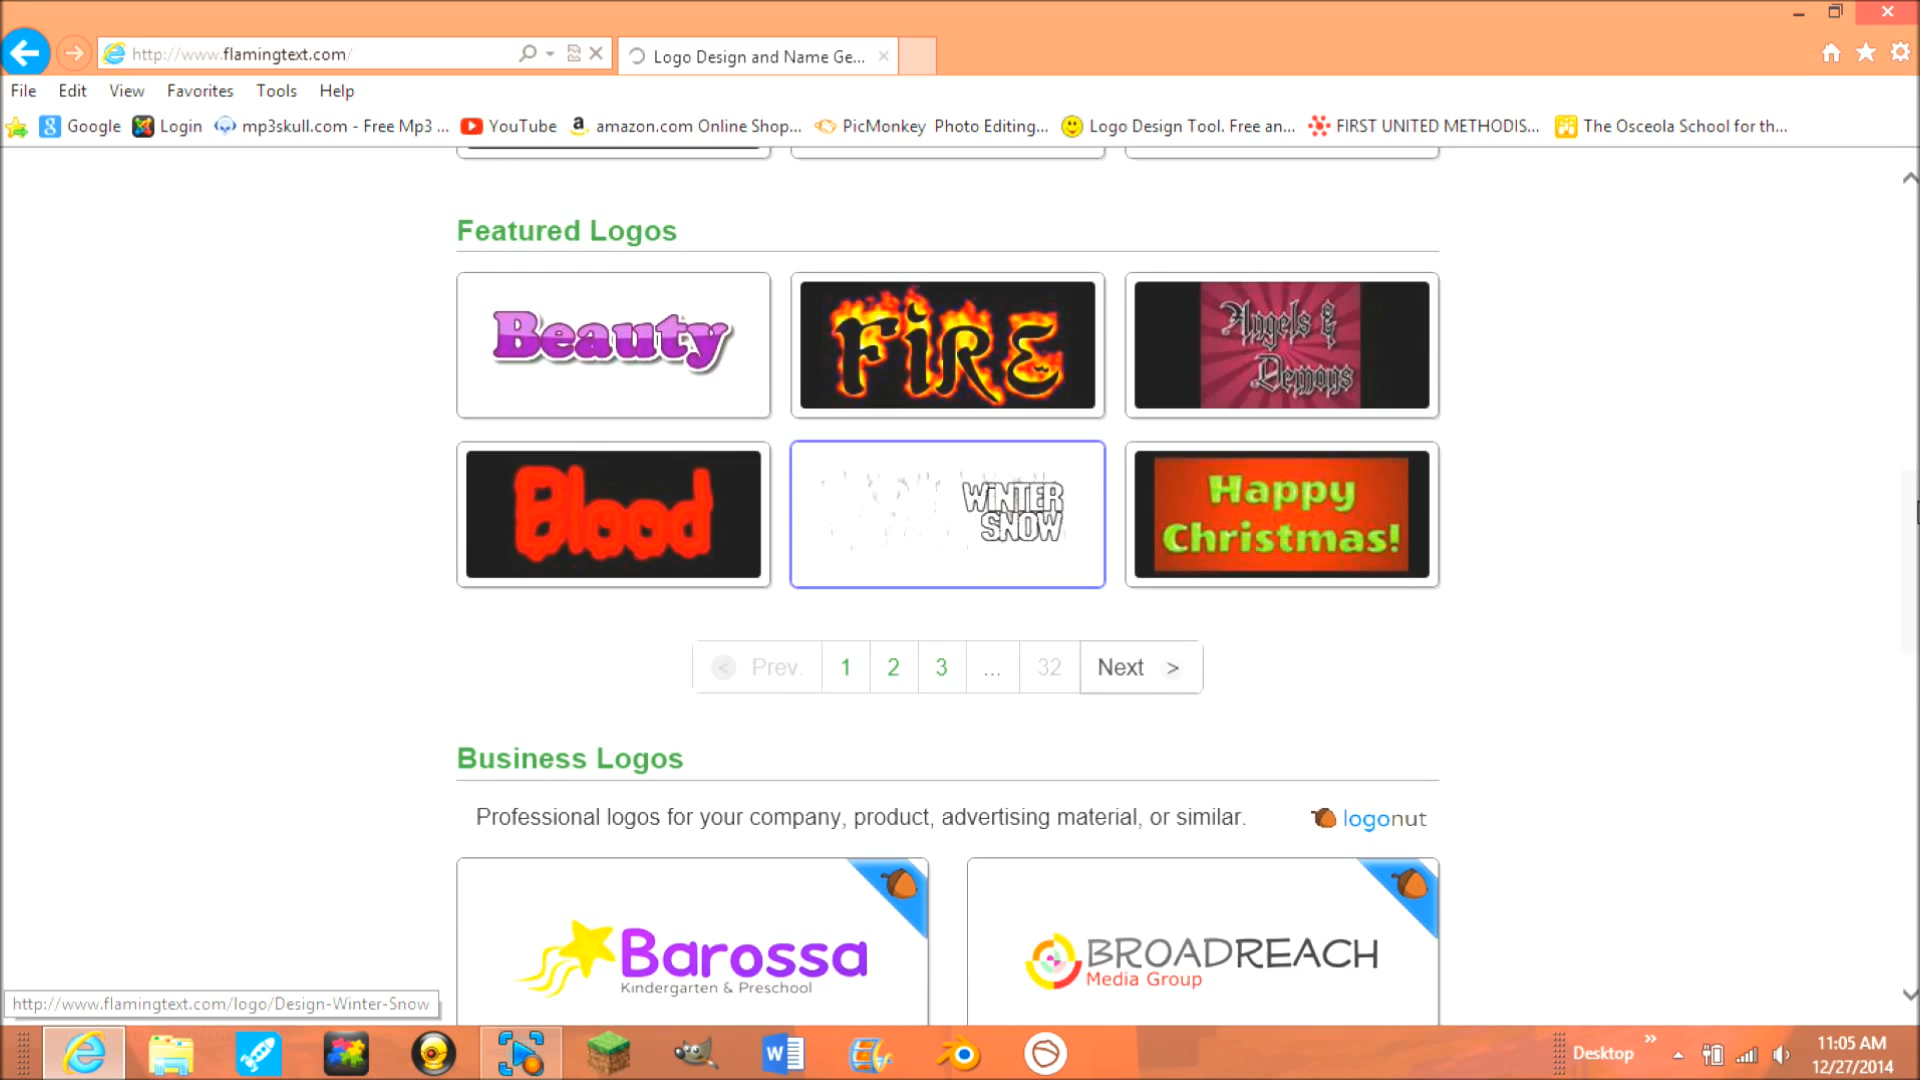 http://www.flamingtext.com/
Logo Design and Name Ge...
File Edit View Favorites Tools Help
Google Login mp3skull.com - Free Mp3 ... YouTube amazon.com Online Shop... PicMonkey Photo Editing... Logo Design Tool. Free an... FIRST UNITED METHODIS... The Osceola School for th...
Featured Logos
Beauty
FIRE
Angels &
Demons
Blood
WINTER
SNOW
Happy
Christmas!
< Prev. 1 2 3 ... 32 Next >
Business Logos
Professional logos for your company, product, advertising material, or similar.
logonut
Barossa
Kindergarten & Preschool
BROADREACH
Media Group
http://www.flamingtext.com/logo/Design-Winter-Snow
Desktop
11:05 AM
12/27/2014